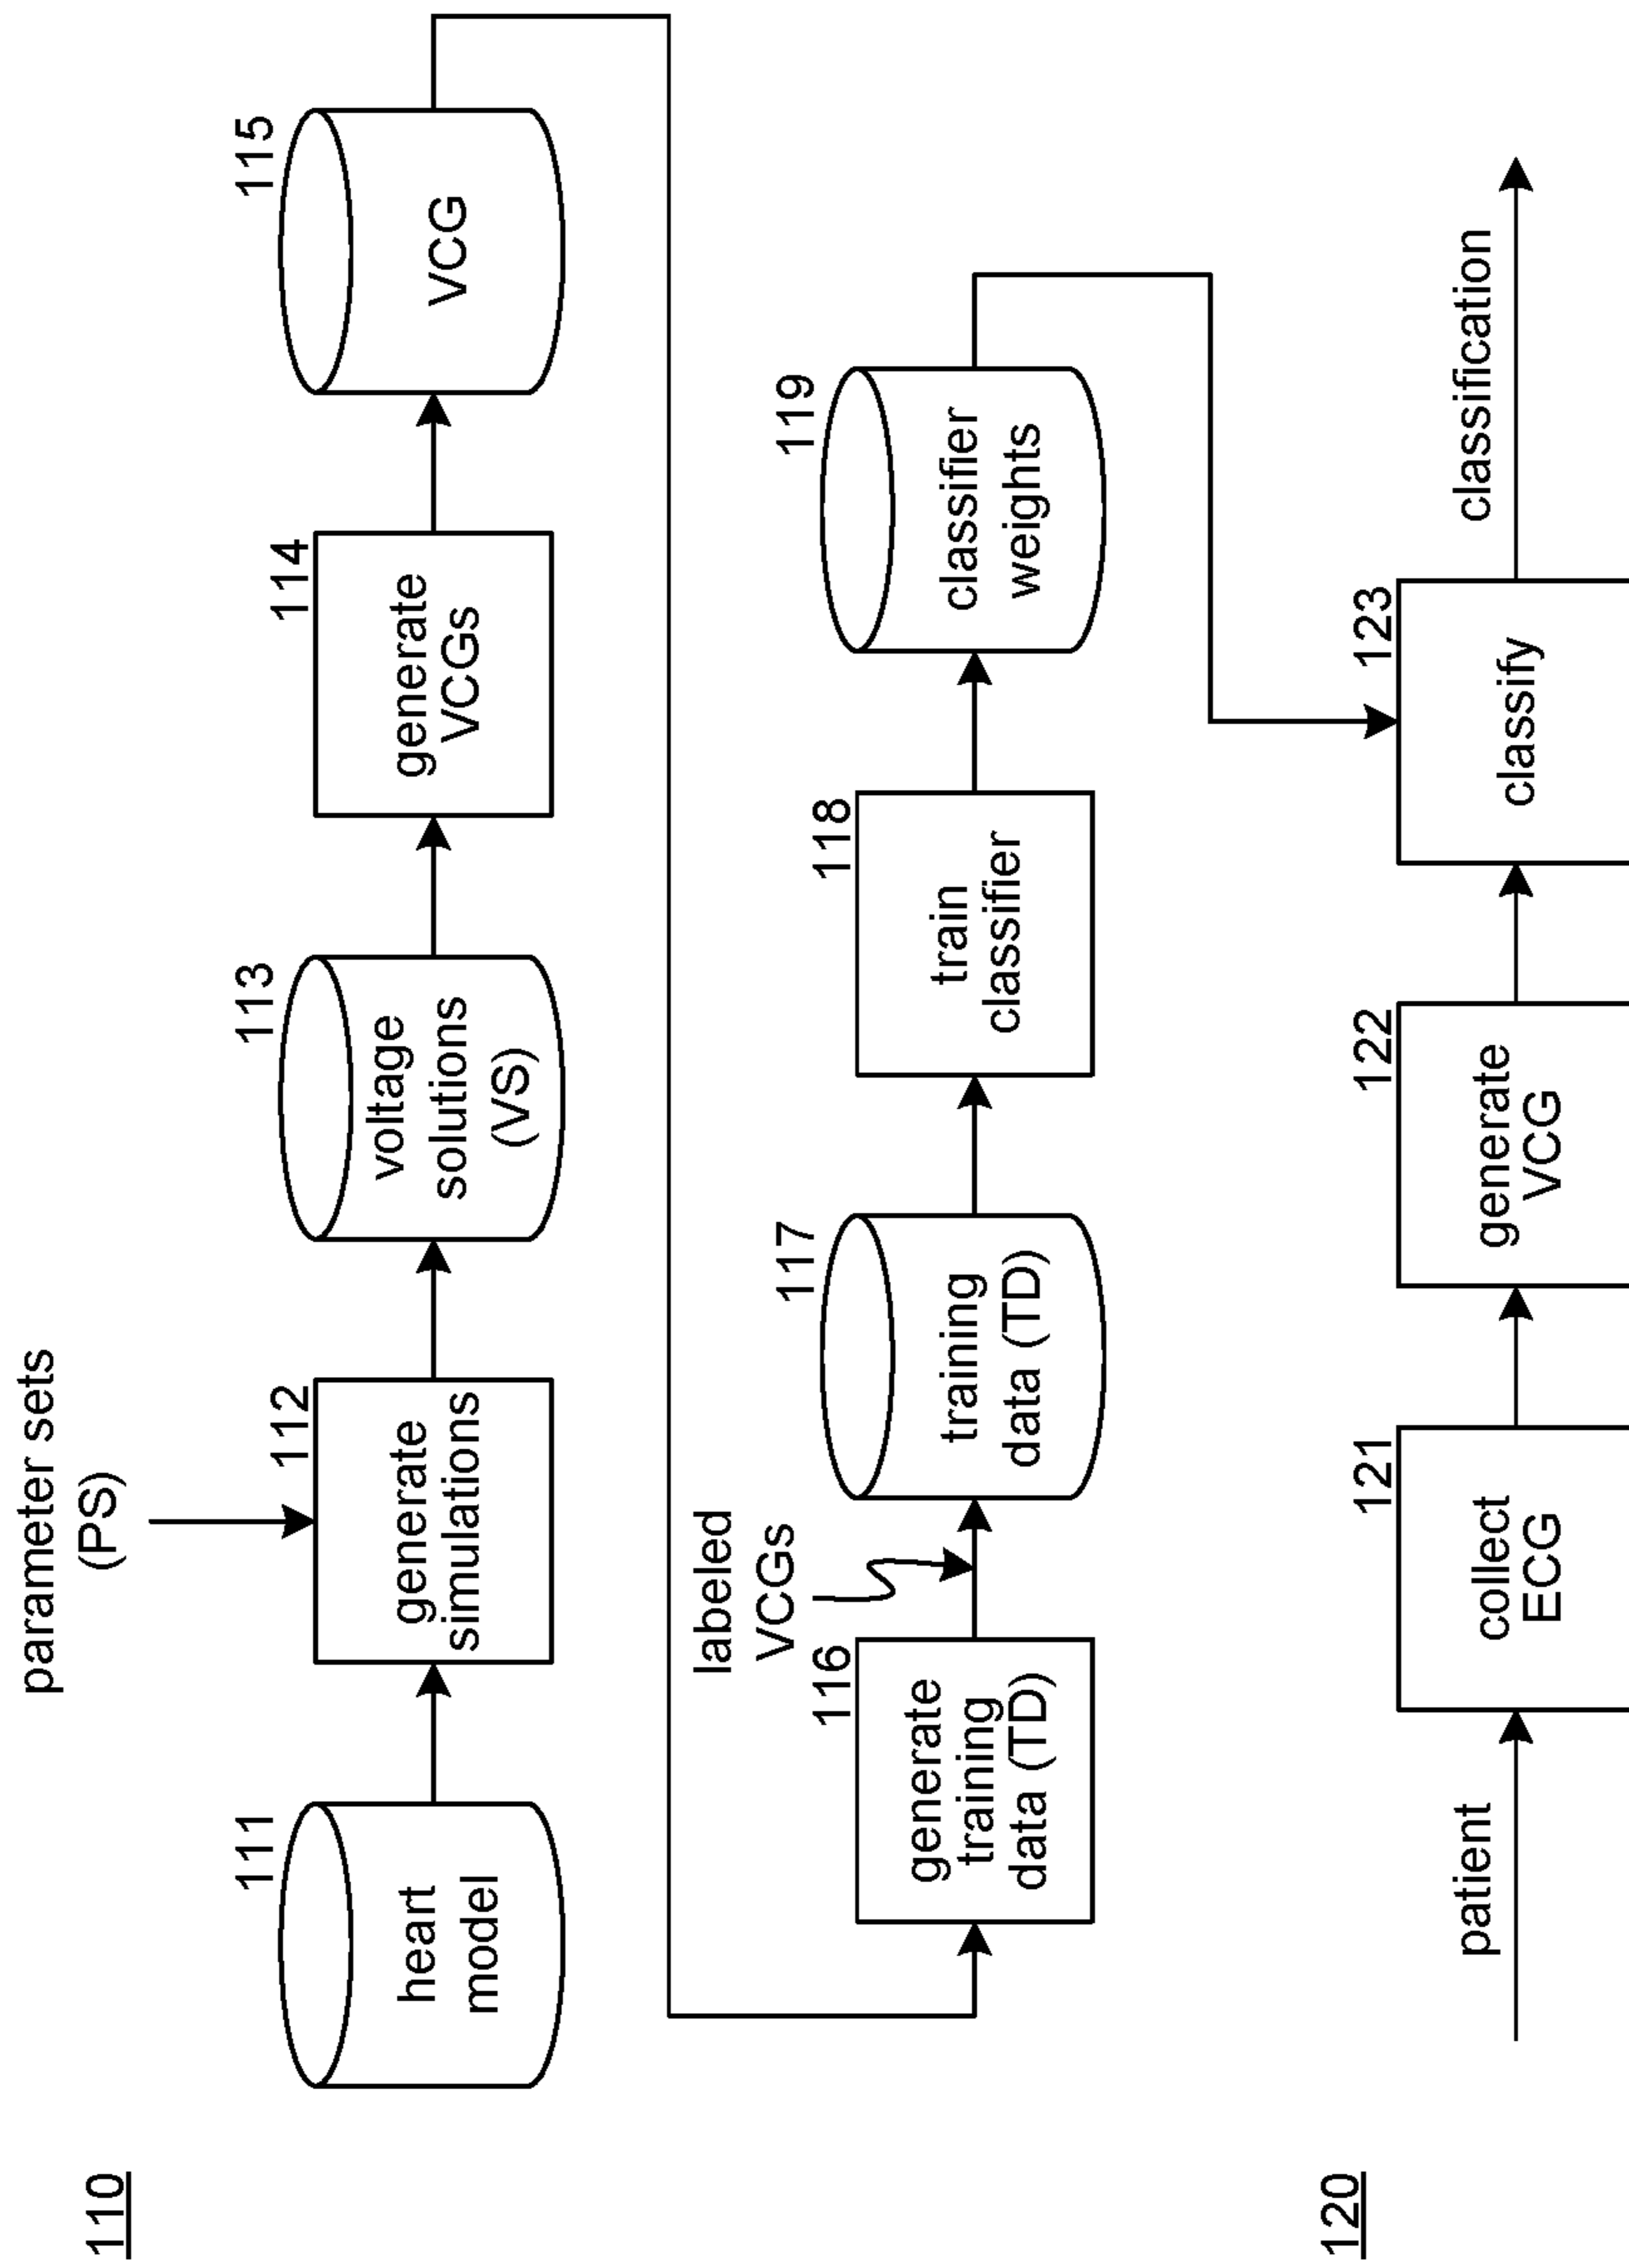 110
parameter sets
(PS)
111
heart
model
112
generate
simulations
113
voltage
solutions
(VS)
114
generate
VCGs
115
VCG
116
generate
training
data (TD)
labeled
VCGs
117
training
data (TD)
118
train
classifier
119
classifier
weights
120
patient
121
collect
ECG
122
generate
VCG
123
classify
classification